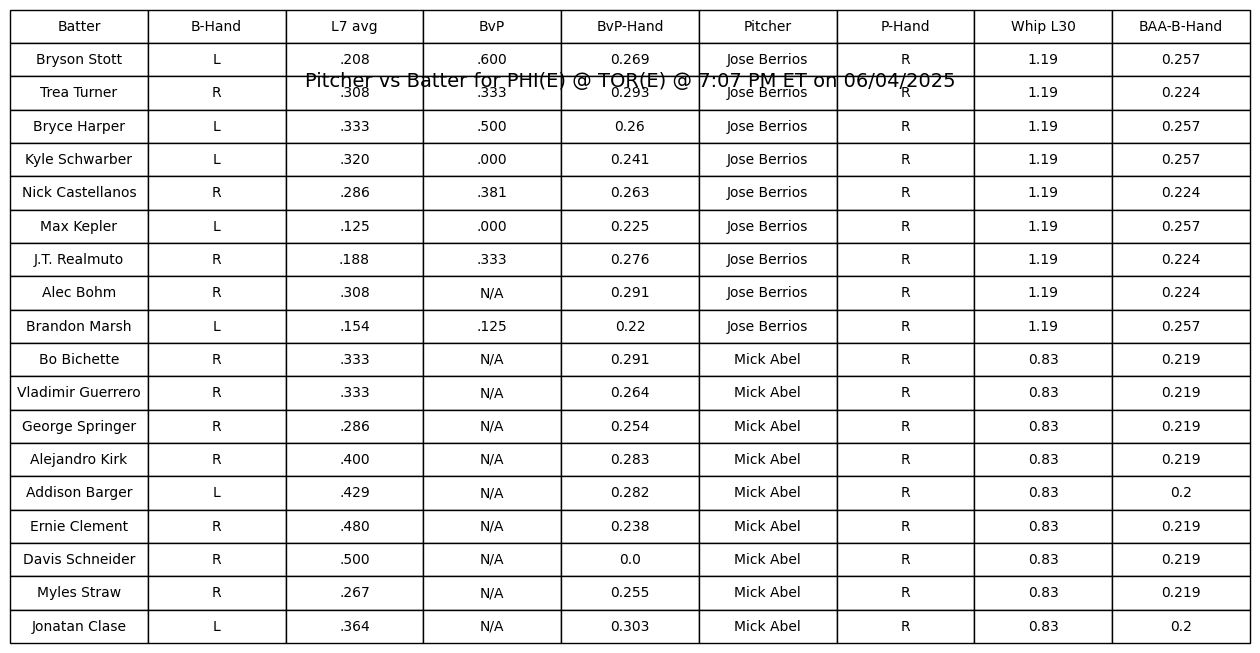 Batter B-Hand L7 avg BvP BvP-Hand Pitcher P-Hand Whip L30 BAA-B-Hand
Bryson Stott L .208 .600 0.269 Jose Berrios R 1.19 0.257
Pitcher vs Batter for PHI(E) @ TOR(E) @ 7:07 PM ET on 06/04/2025
Trea Turner R .308 .333 0.293 Jose Berrios R 1.19 0.224
Bryce Harper L .333 .500 0.26 Jose Berrios R 1.19 0.257
Kyle Schwarber L .320 .000 0.241 Jose Berrios R 1.19 0.257
Nick Castellanos R .286 .381 0.263 Jose Berrios R 1.19 0.224
Max Kepler L .125 .000 0.225 Jose Berrios R 1.19 0.257
J.T. Realmuto R .188 .333 0.276 Jose Berrios R 1.19 0.224
Alec Bohm R .308 N/A 0.291 Jose Berrios R 1.19 0.224
Brandon Marsh L .154 .125 0.22 Jose Berrios R 1.19 0.257
Bo Bichette R .333 N/A 0.291 Mick Abel R 0.83 0.219
Vladimir Guerrero R .333 N/A 0.264 Mick Abel R 0.83 0.219
George Springer R .286 N/A 0.254 Mick Abel R 0.83 0.219
Alejandro Kirk R .400 N/A 0.283 Mick Abel R 0.83 0.219
Addison Barger L .429 N/A 0.282 Mick Abel R 0.83 0.2
Ernie Clement R .480 N/A 0.238 Mick Abel R 0.83 0.219
Davis Schneider R .500 N/A 0.0 Mick Abel R 0.83 0.219
Myles Straw R .267 N/A 0.255 Mick Abel R 0.83 0.219
Jonatan Clase L .364 N/A 0.303 Mick Abel R 0.83 0.2